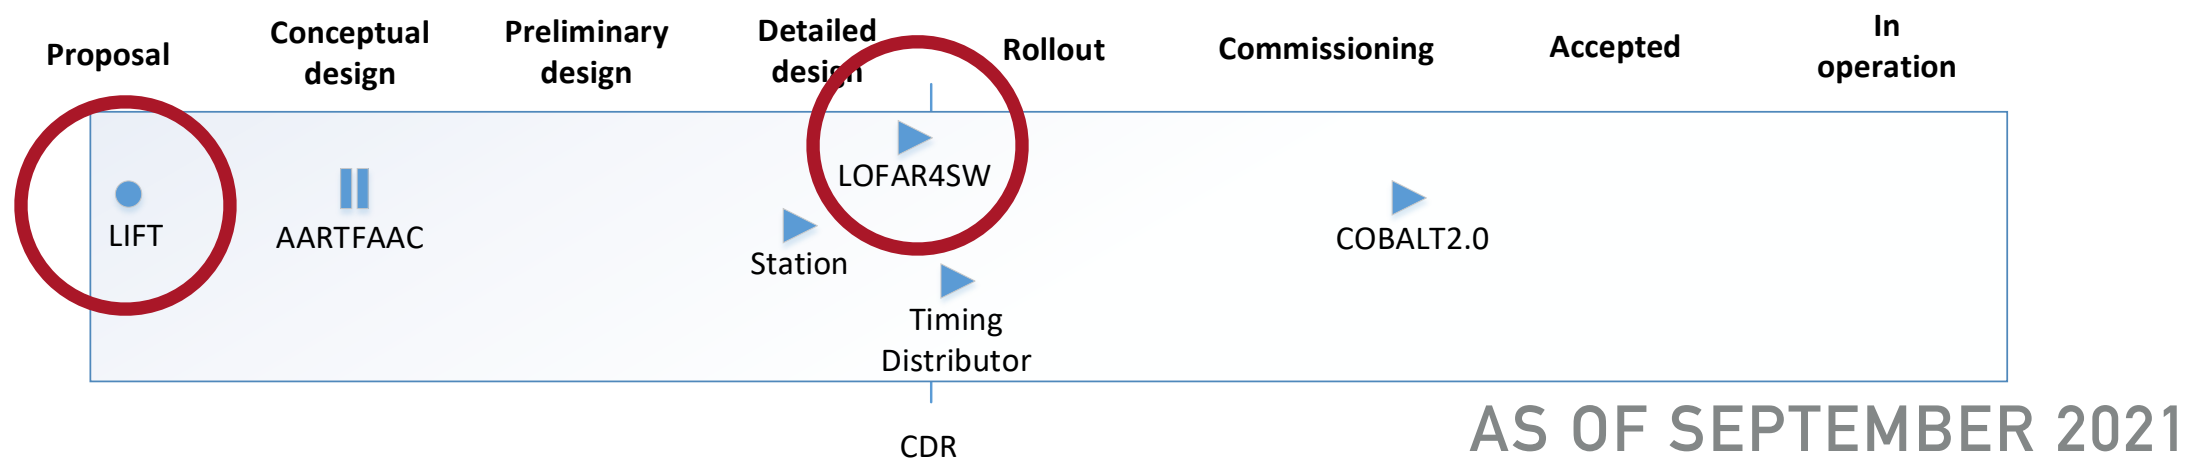 Proposal
Conceptual
design
Preliminary
design
Detailed
design
Rollout
Commissioning
Accepted
In
operation
LIFT
AARTFAAC
Station
LOFAR4SW
Timing
Distributor
COBALT2.0
CDR
AS OF SEPTEMBER 2021